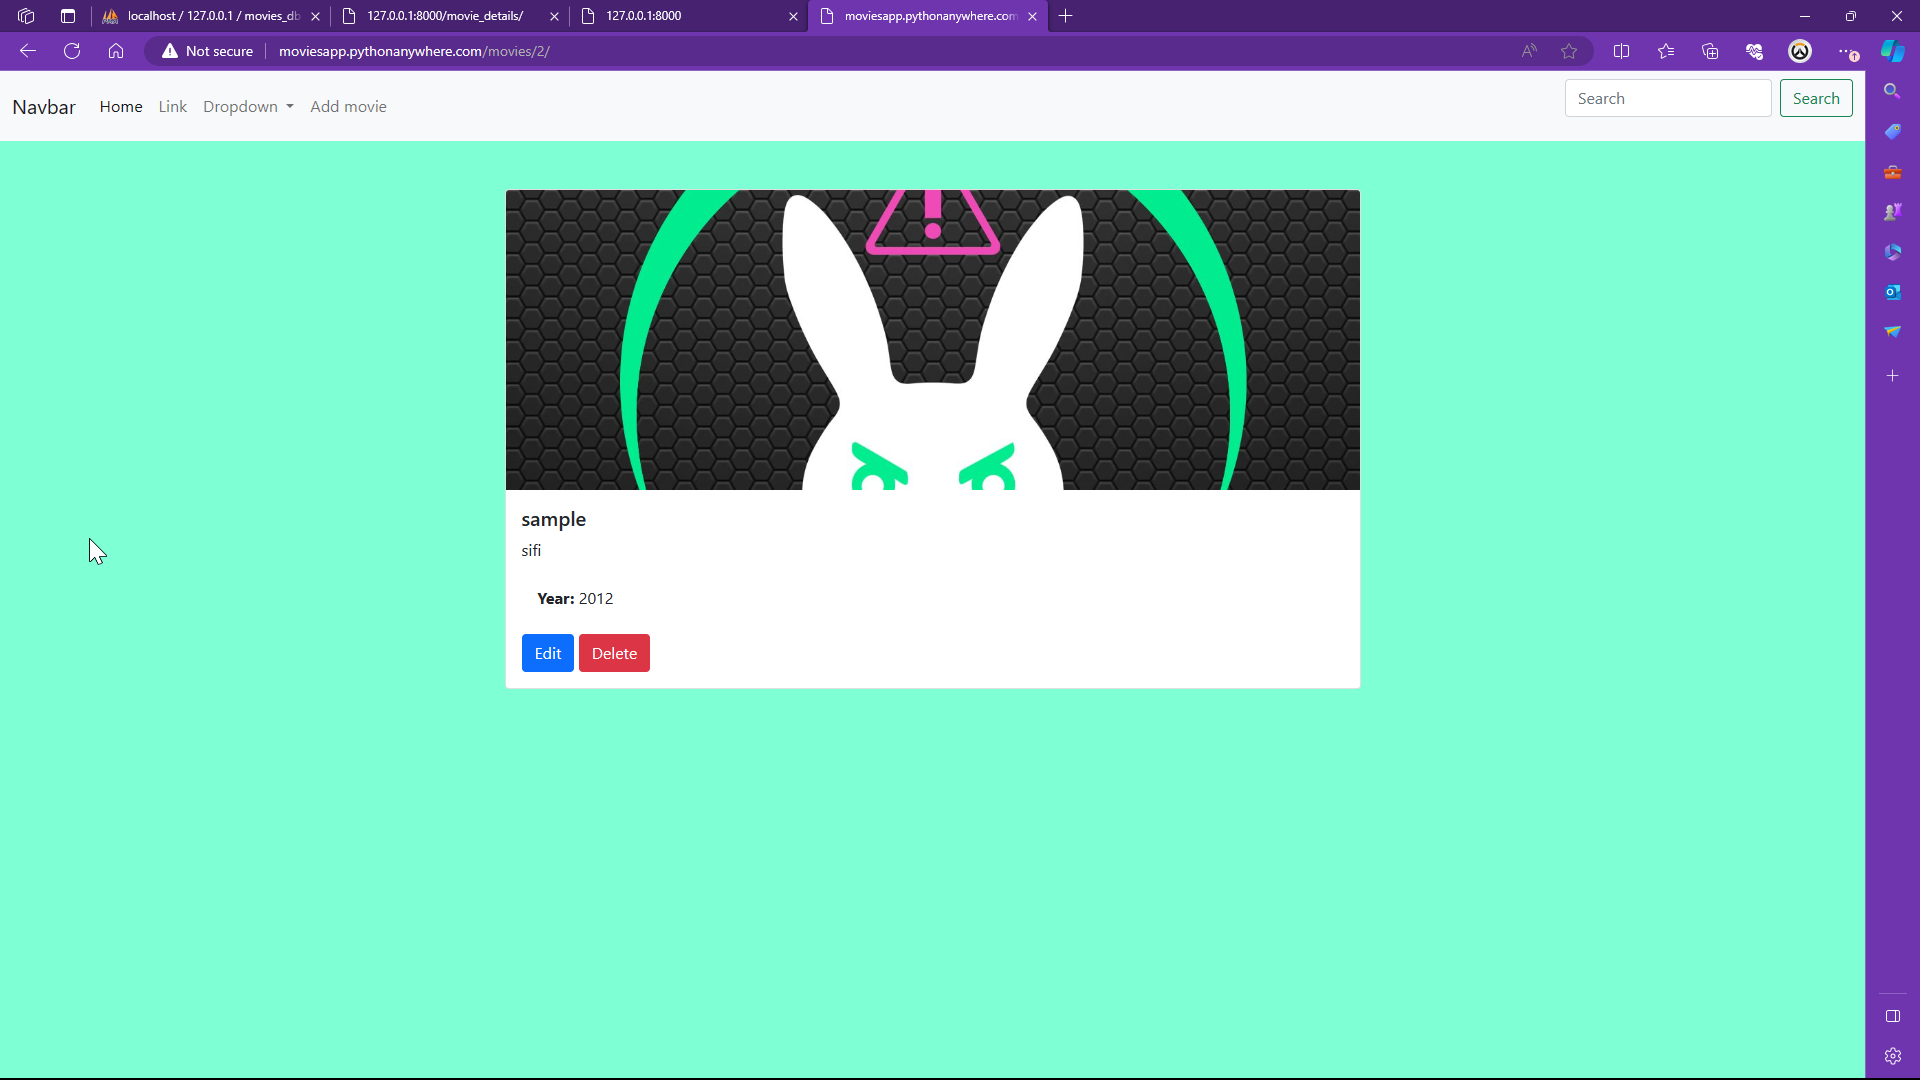 localhost / 127.0.0.1 / movies_db
127.0.0.1:8000/movie_details/
127.0.0.1:8000
moviesapp.pythonanywhere.com
Not secure
moviesapp.pythonanywhere.com/movies/2/
Navbar
Home
Link
Dropdown
Add movie
Search
Search
sample
sifi
Year: 2012
Edit
Delete